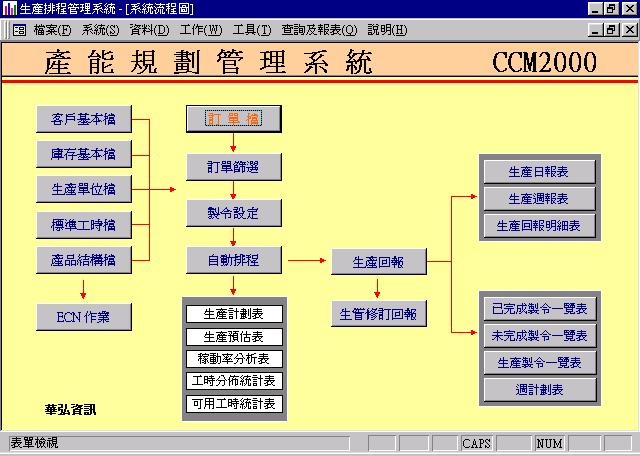 生產排程管理系統 - [系統流程圖]
檔案(F) 系統(S) 資料(D) 工作(W) 工具(T) 查詢及報表(Q) 說明(H)
產能規劃管理系統 CCM2000
客戶基本檔
庫存基本檔
生產單位檔
標準工時檔
產品結構檔
ECN 作業
訂單檔
訂單篩選
製令設定
自動排程
生產計劃表
生產預估表
稼動率分析表
工時分佈統計表
可用工時統計表
生產回報
生管修訂回報
生產日報表
生產週報表
生產回報明細表
已完成製令一覽表
未完成製令一覽表
生產製令一覽表
週計劃表
華弘資訊
表單檢視 CAPS NUM